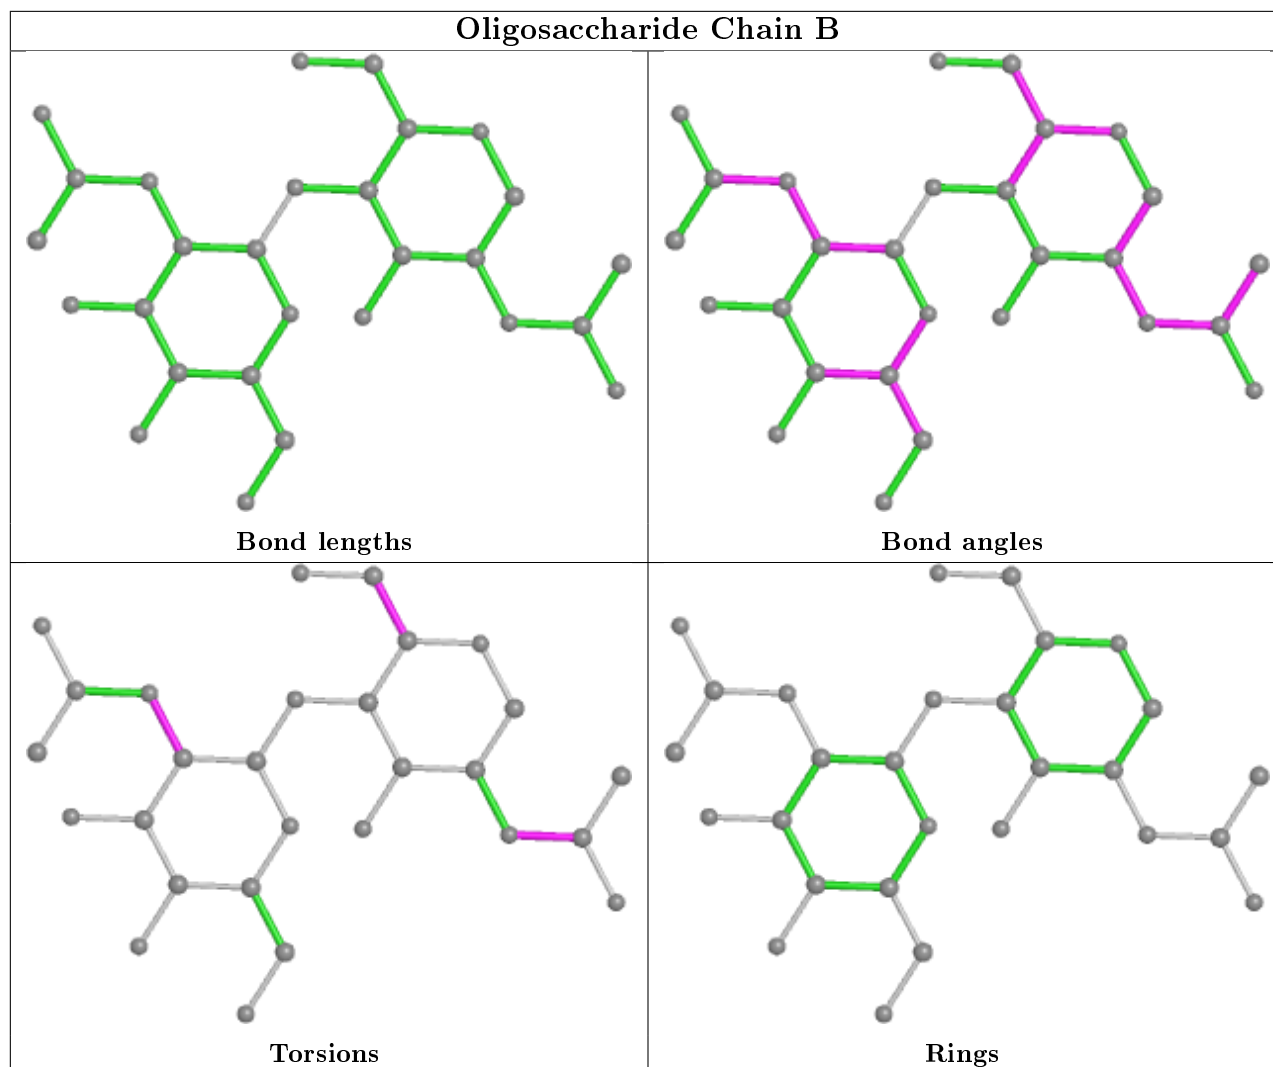 Oligosaccharide Chain B
Bond lengths
Bond angles
Torsions
Rings